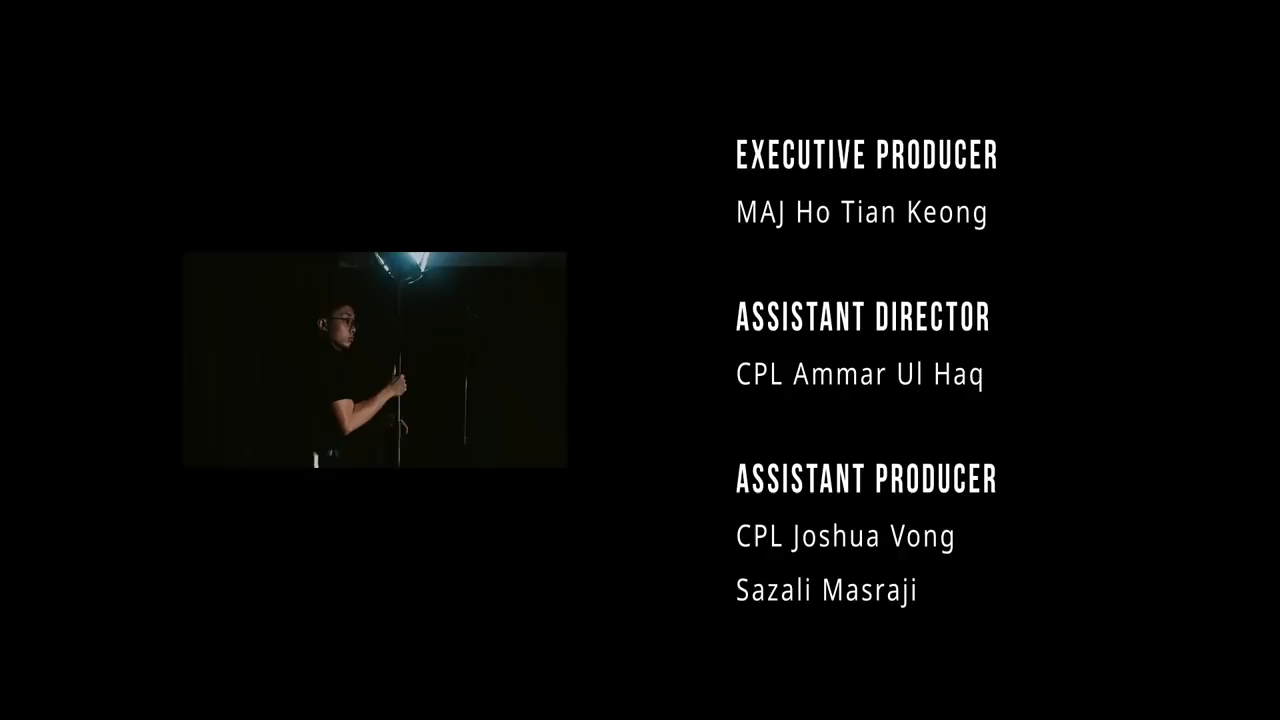 EXECUTIVE PRODUCER
MAJ Ho Tian Keong
ASSISTANT DIRECTOR
CPL Ammar Ul Haq
ASSISTANT PRODUCER
CPL Joshua Vong
Sazali Masraji